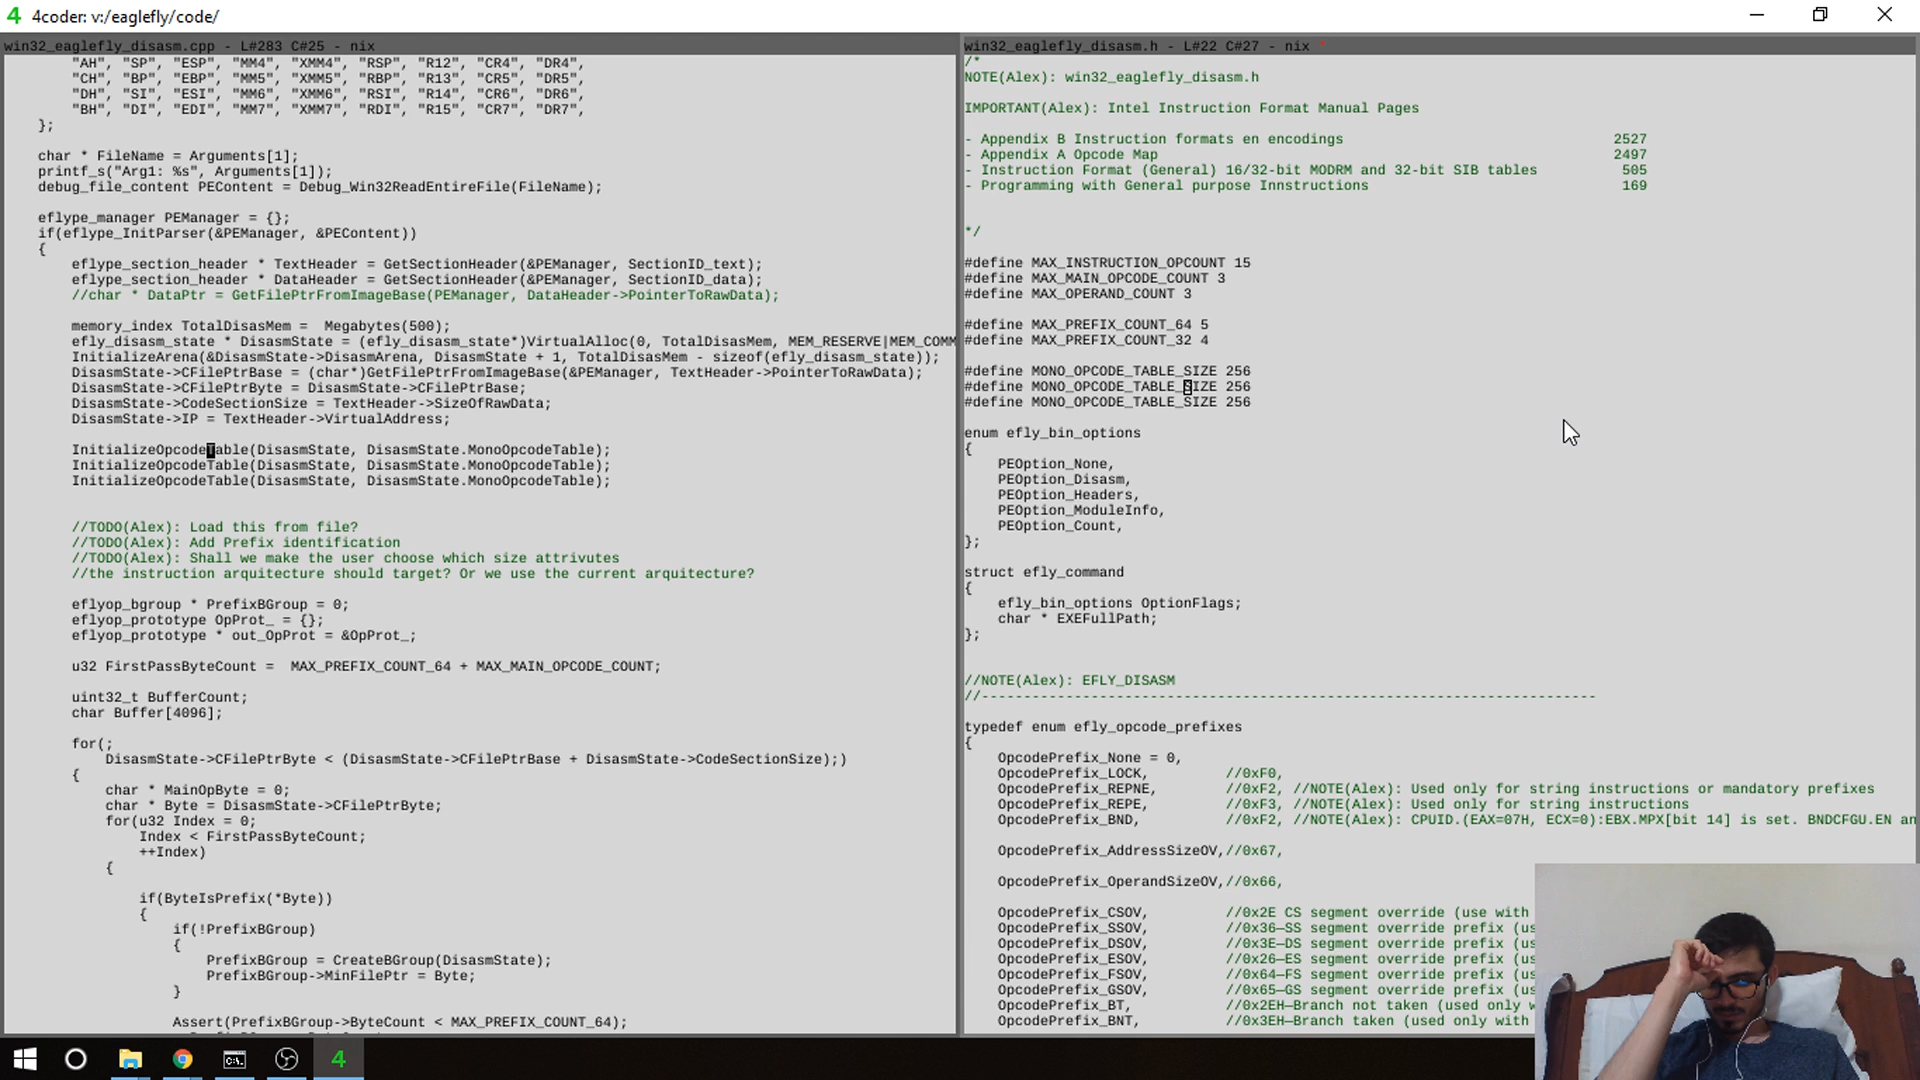 4coder: v:/eaglefly/code/
win32_eaglefly_disasm.cpp - L#283 C#25 - nix
"AH", "SP", "ESP", "MM4", "XMM4", "RSP", "R12", "CR4", "DR4",
"CH", "BP", "EBP", "MM5", "XMM5", "RBP", "R13", "CR5", "DR5",
"DH", "SI", "ESI", "MM6", "XMM6", "RSI", "R14", "CR6", "DR6",
"BH", "DI", "EDI", "MM7", "XMM7", "RDI", "R15", "CR7", "DR7",
};
char * FileName = Arguments[1];
printf_s("Arg1: %s", Arguments[1]);
debug_file_content PEContent = Debug_Win32ReadEntireFile(FileName);
eflype_manager PEManager = {};
if(eflype_InitParser(&PEManager, &PEContent))
{
eflype_section_header * TextHeader = GetSectionHeader(&PEManager, SectionID_text);
eflype_section_header * DataHeader = GetSectionHeader(&PEManager, SectionID_data);
//char * DataPtr = GetFilePtrFromImageBase(PEManager, DataHeader->PointerToRawData);
memory_index TotalDisasMem =  Megabytes(500);
efly_disasm_state * DisasmState = (efly_disasm_state*)VirtualAlloc(0, TotalDisasMem, MEM_RESERVE|MEM_COMM
InitializeArena(&DisasmState->DisasmArena, DisasmState + 1, TotalDisasMem - sizeof(efly_disasm_state));
DisasmState->CFilePtrBase = (char*)GetFilePtrFromImageBase(&PEManager, TextHeader->PointerToRawData);
DisasmState->CFilePtrByte = DisasmState->CFilePtrBase;
DisasmState->CodeSectionSize = TextHeader->SizeOfRawData;
DisasmState->IP = TextHeader->VirtualAddress;
InitializeOpcodeTable(DisasmState, DisasmState.MonoOpcodeTable);
InitializeOpcodeTable(DisasmState, DisasmState.MonoOpcodeTable);
InitializeOpcodeTable(DisasmState, DisasmState.MonoOpcodeTable);
//TODO(Alex): Load this from file?
//TODO(Alex): Add Prefix identification
//TODO(Alex): Shall we make the user choose which size attrivutes
//the instruction arquitecture should target? Or we use the current arquitecture?
eflyop_bgroup * PrefixBGroup = 0;
eflyop_prototype OpProt_ = {};
eflyop_prototype * out_OpProt = &OpProt_;
u32 FirstPassByteCount =  MAX_PREFIX_COUNT_64 + MAX_MAIN_OPCODE_COUNT;
uint32_t BufferCount;
char Buffer[4096];
for(;
DisasmState->CFilePtrByte < (DisasmState->CFilePtrBase + DisasmState->CodeSectionSize);)
{
char * MainOpByte = 0;
char * Byte = DisasmState->CFilePtrByte;
for(u32 Index = 0;
Index < FirstPassByteCount;
++Index)
{
if(ByteIsPrefix(*Byte))
{
if(!PrefixBGroup)
{
PrefixBGroup = CreateBGroup(DisasmState);
PrefixBGroup->MinFilePtr = Byte;
}
Assert(PrefixBGroup->ByteCount < MAX_PREFIX_COUNT_64);
win32_eaglefly_disasm.h - L#22 C#27 - nix *
/*
NOTE(Alex): win32_eaglefly_disasm.h
IMPORTANT(Alex): Intel Instruction Format Manual Pages
- Appendix B Instruction formats en encodings 2527
- Appendix A Opcode Map 2497
- Instruction Format (General) 16/32-bit MODRM and 32-bit SIB tables 505
- Programming with General purpose Innstructions 169
*/
#define MAX_INSTRUCTION_OPCOUNT 15
#define MAX_MAIN_OPCODE_COUNT 3
#define MAX_OPERAND_COUNT 3
#define MAX_PREFIX_COUNT_64 5
#define MAX_PREFIX_COUNT_32 4
#define MONO_OPCODE_TABLE_SIZE 256
#define MONO_OPCODE_TABLE_SIZE 256
#define MONO_OPCODE_TABLE_SIZE 256
enum efly_bin_options
{
PEOption_None,
PEOption_Disasm,
PEOption_Headers,
PEOption_ModuleInfo,
PEOption_Count,
};
struct efly_command
{
efly_bin_options OptionFlags;
char * EXEFullPath;
};
//NOTE(Alex): EFLY_DISASM
//-------------------------------------------------------------------------
typedef enum efly_opcode_prefixes
{
OpcodePrefix_None = 0,
OpcodePrefix_LOCK, //0xF0,
OpcodePrefix_REPNE, //0xF2, //NOTE(Alex): Used only for string instructions or mandatory prefixes
OpcodePrefix_REPE, //0xF3, //NOTE(Alex): Used only for string instructions
OpcodePrefix_BND, //0xF2, //NOTE(Alex): CPUID.(EAX=07H, ECX=0):EBX.MPX[bit 14] is set. BNDCFGU.EN an
OpcodePrefix_AddressSizeOV,//0x67,
OpcodePrefix_OperandSizeOV,//0x66,
OpcodePrefix_CSOV, //0x2E CS segment override (use with
OpcodePrefix_SSOV, //0x36—SS segment override prefix (us
OpcodePrefix_DSOV, //0x3E—DS segment override prefix (us
OpcodePrefix_ESOV, //0x26—ES segment override prefix (us
OpcodePrefix_FSOV, //0x64—FS segment override prefix (us
OpcodePrefix_GSOV, //0x65—GS segment override prefix (us
OpcodePrefix_BT, //0x2EH—Branch not taken (used only w
OpcodePrefix_BNT, //0x3EH—Branch taken (used only with